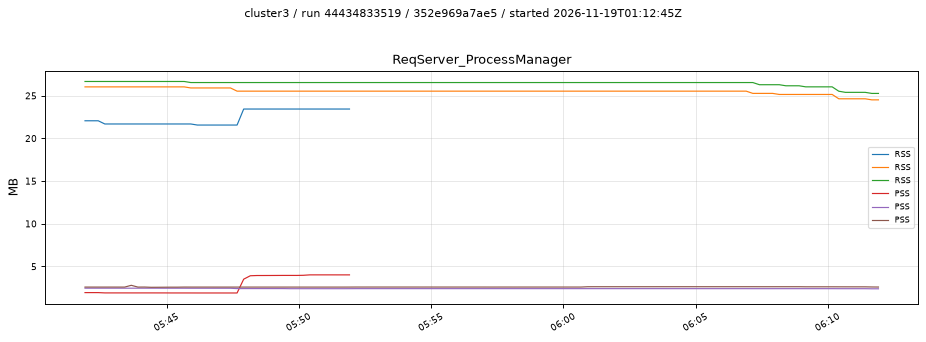 cluster3 / run 44434833519 / 352e969a7ae5 / started 2026-11-19T01:12:45Z
ReqServer_ProcessManager
MB
25
20
15
10
5
RSS
RSS
RSS
PSS
PSS
PSS
05:45
05:50
05:55
06:00
06:05
06:10